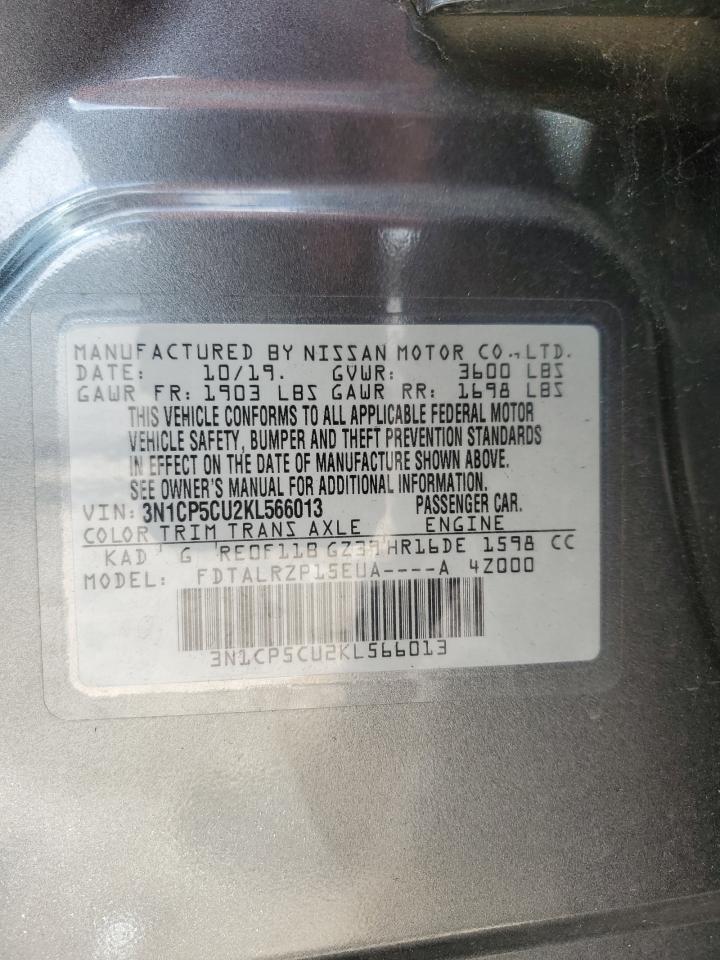 MANUFACTURED BY NISSAN MOTOR CO., LTD.
DATE: 10/19. GVWR: 3600 LBS
GAWR FR: 1903 LBS GAWR RR: 1698 LBS
THIS VEHICLE CONFORMS TO ALL APPLICABLE FEDERAL MOTOR
VEHICLE SAFETY, BUMPER AND THEFT PREVENTION STANDARDS
IN EFFECT ON THE DATE OF MANUFACTURE SHOWN ABOVE.
SEE OWNER'S MANUAL FOR ADDITIONAL INFORMATION.
VIN: 3N1CP5CU2KL566013 PASSENGER CAR.
COLOR TRIM TRANS AXLE ENGINE
KAD G RE0F11B GZ39 HR16DE 1598 CC
MODEL: FDTALRZP15EUA----A 4Z000
3N1CP5CU2KL566013